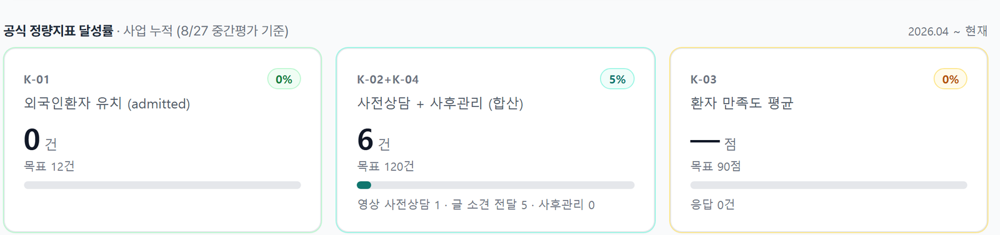 공식 정량지표 달성률 · 사업 누적 (8/27 중간평가 기준)
2026.04 ~ 현재
K-01
0%
외국인환자 유치 (admitted)
0 건
목표 12건
K-02+K-04
5%
사전상담 + 사후관리 (합산)
6 건
목표 120건
영상 사전상담 1 · 글 소견 전달 5 · 사후관리 0
K-03
0%
환자 만족도 평균
— 점
목표 90점
응답 0건